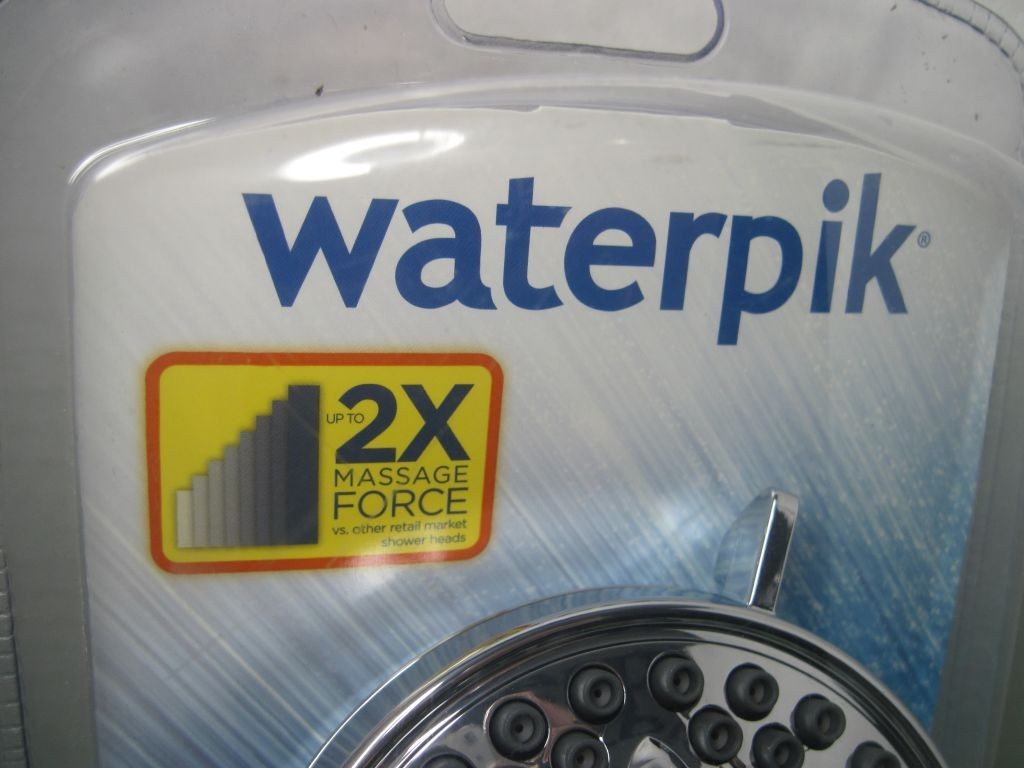 waterpik®
UP TO
2X
MASSAGE
FORCE
vs. other retail market
shower heads